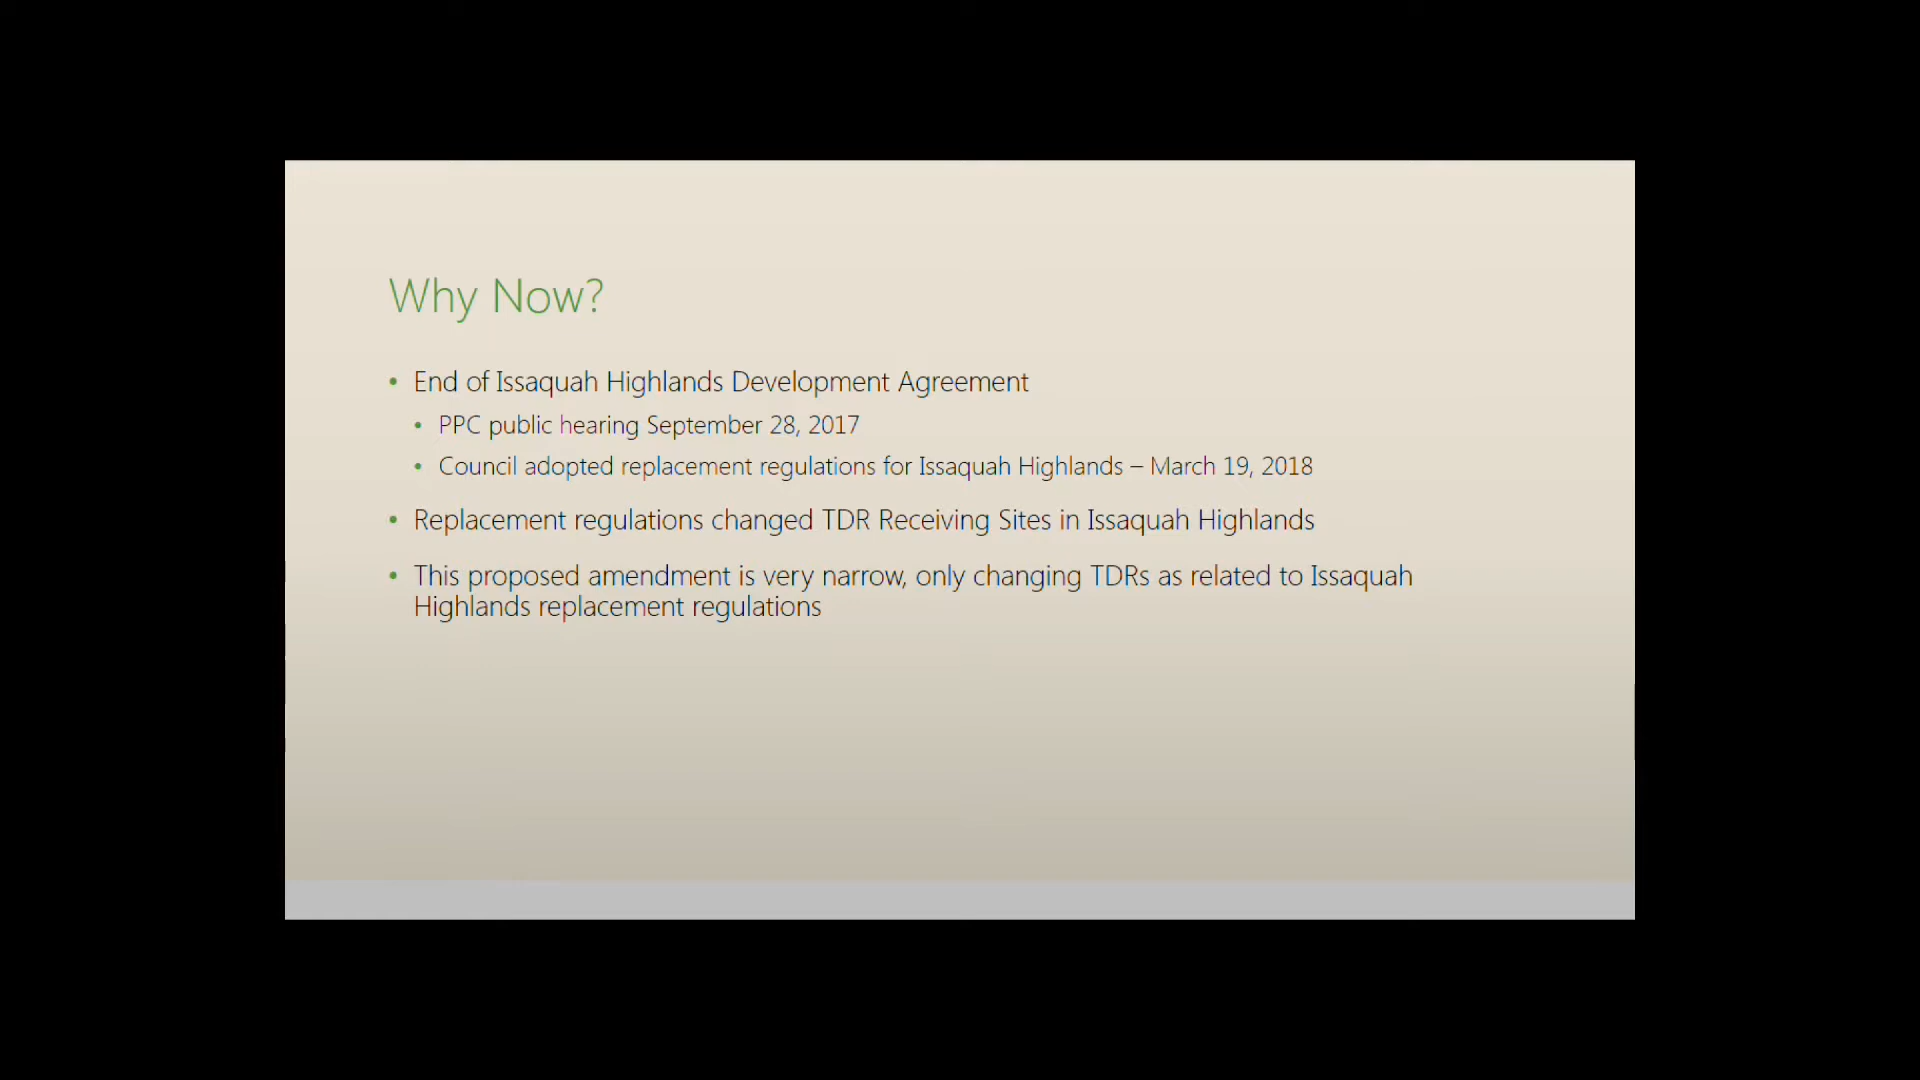 Why Now?
• End of Issaquah Highlands Development Agreement
• PPC public hearing September 28, 2017
• Council adopted replacement regulations for Issaquah Highlands – March 19, 2018
• Replacement regulations changed TDR Receiving Sites in Issaquah Highlands
• This proposed amendment is very narrow, only changing TDRs as related to Issaquah
Highlands replacement regulations